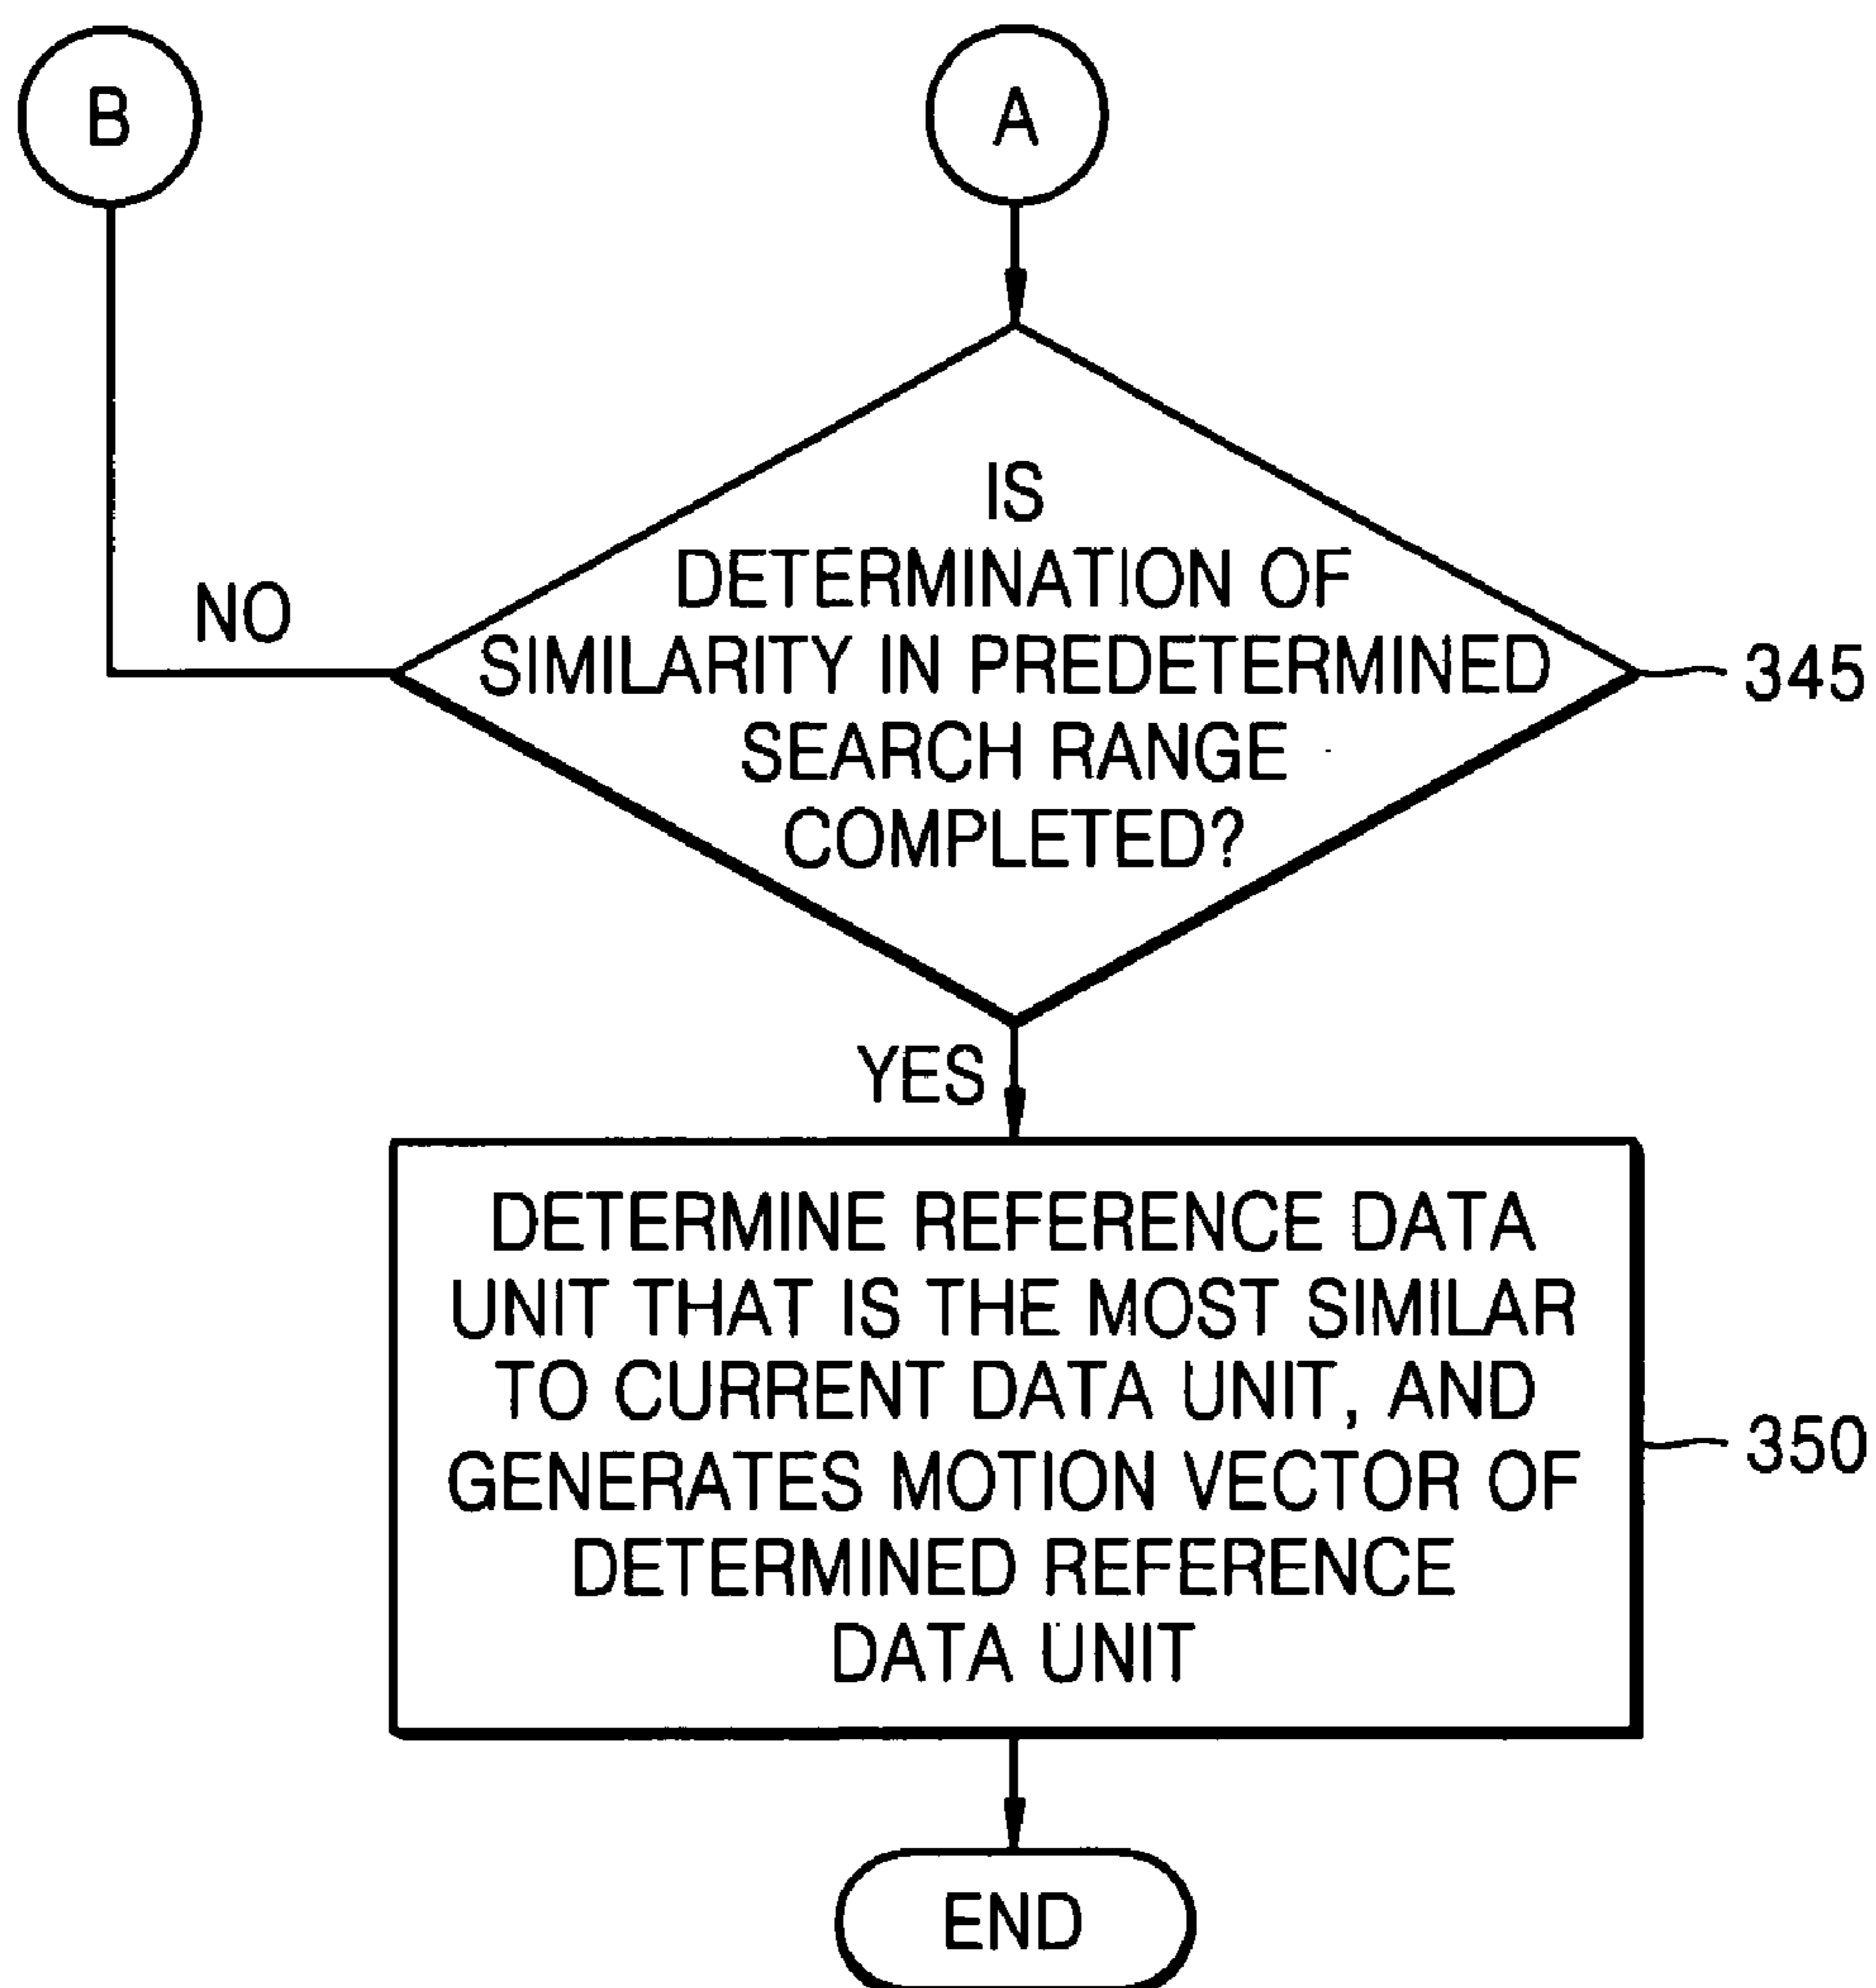 B
A
IS
DETERMINATION OF
SIMILARITY IN PREDETERMINED
SEARCH RANGE
COMPLETED?
345
NO
YES
DETERMINE REFERENCE DATA
UNIT THAT IS THE MOST SIMILAR
TO CURRENT DATA UNIT, AND
GENERATES MOTION VECTOR OF
DETERMINED REFERENCE
DATA UNIT
350
END